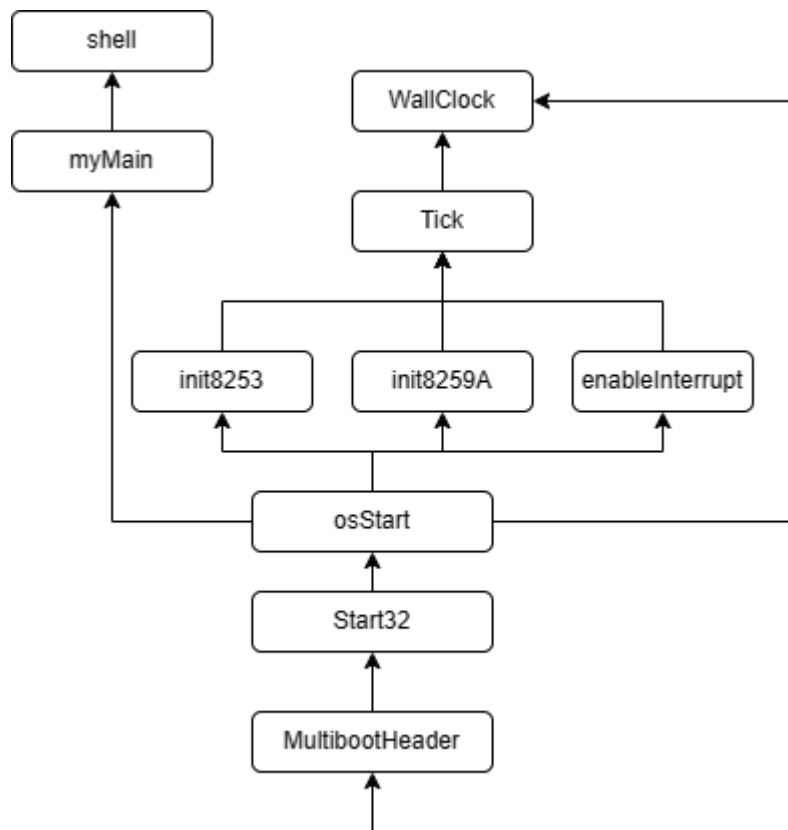 shell
WallClock
myMain
Tick
init8253
init8259A
enableInterrupt
osStart
Start32
MultibootHeader